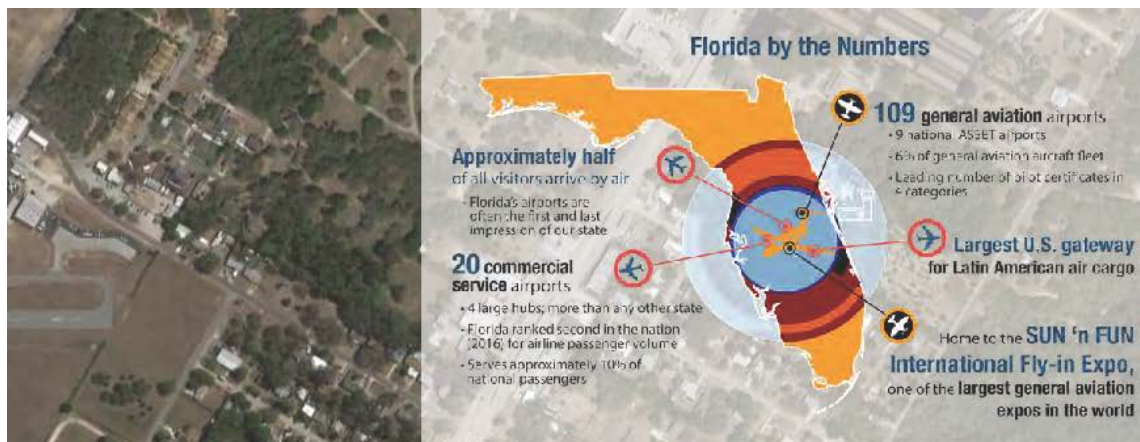 Florida by the Numbers
109 general aviation airports
• 9 national ASSET airports
• 6% of general aviation aircraft fleet
• Leading number of pilot certificates in
4 categories
Approximately half
of all visitors arrive by air
- Florida's airports are
often the first and last
impression of our state
20 commercial
service airports
• 4 large hubs; more than any other state
• Florida ranked second in the nation
(2016) for airline passenger volume
• Serves approximately 10% of
national passengers
Largest U.S. gateway
for Latin American air cargo
Home to the SUN 'n FUN
International Fly-in Expo,
one of the largest general aviation
expos in the world